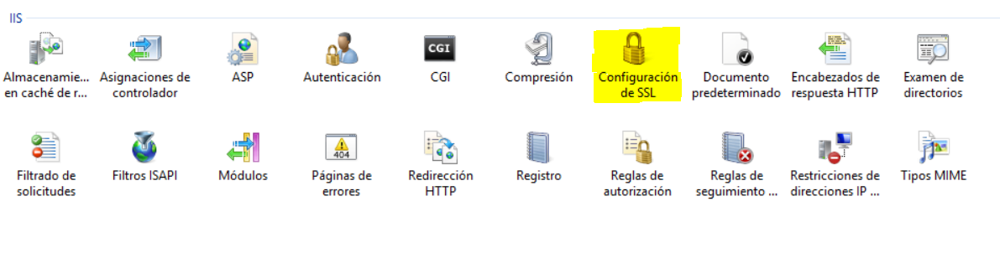 IIS
CGI
Almacenamie... Asignaciones de ASP Autenticación CGI Compresión Configuración Documento Encabezados de Examen de
en caché de r... controlador de SSL predeterminado respuesta HTTP directorios
404
Filtrado de Filtros ISAPI Módulos Páginas de Redirección Registro Reglas de Reglas de Restricciones de Tipos MIME
solicitudes errores HTTP autorización seguimiento ... direcciones IP ...